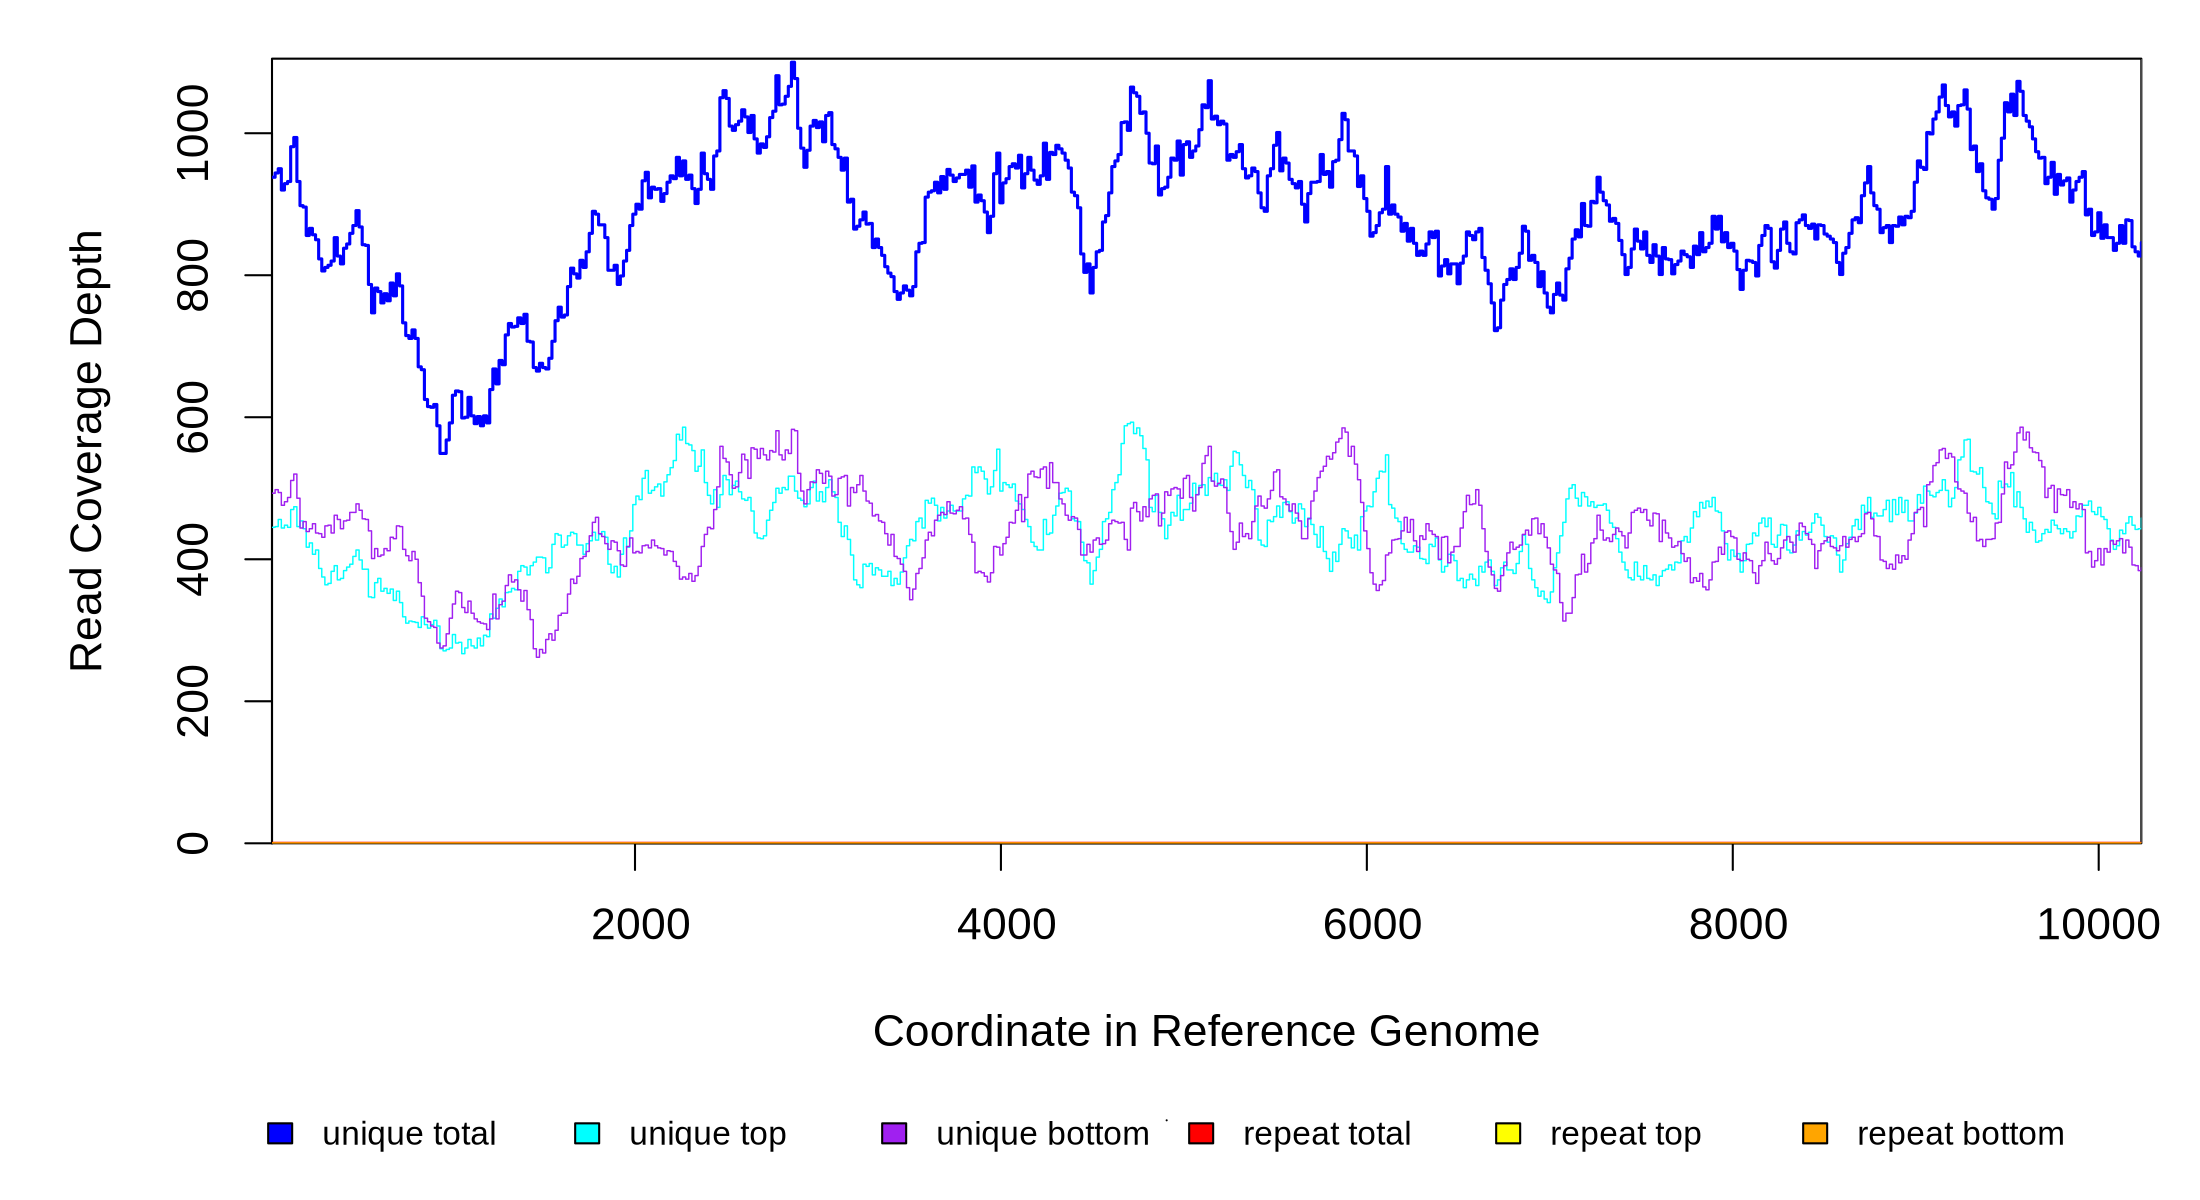 Read Coverage Depth
1000
800
600
400
200
0
2000 4000 6000 8000 10000
Coordinate in Reference Genome
unique total unique top unique bottom repeat total repeat top repeat bottom